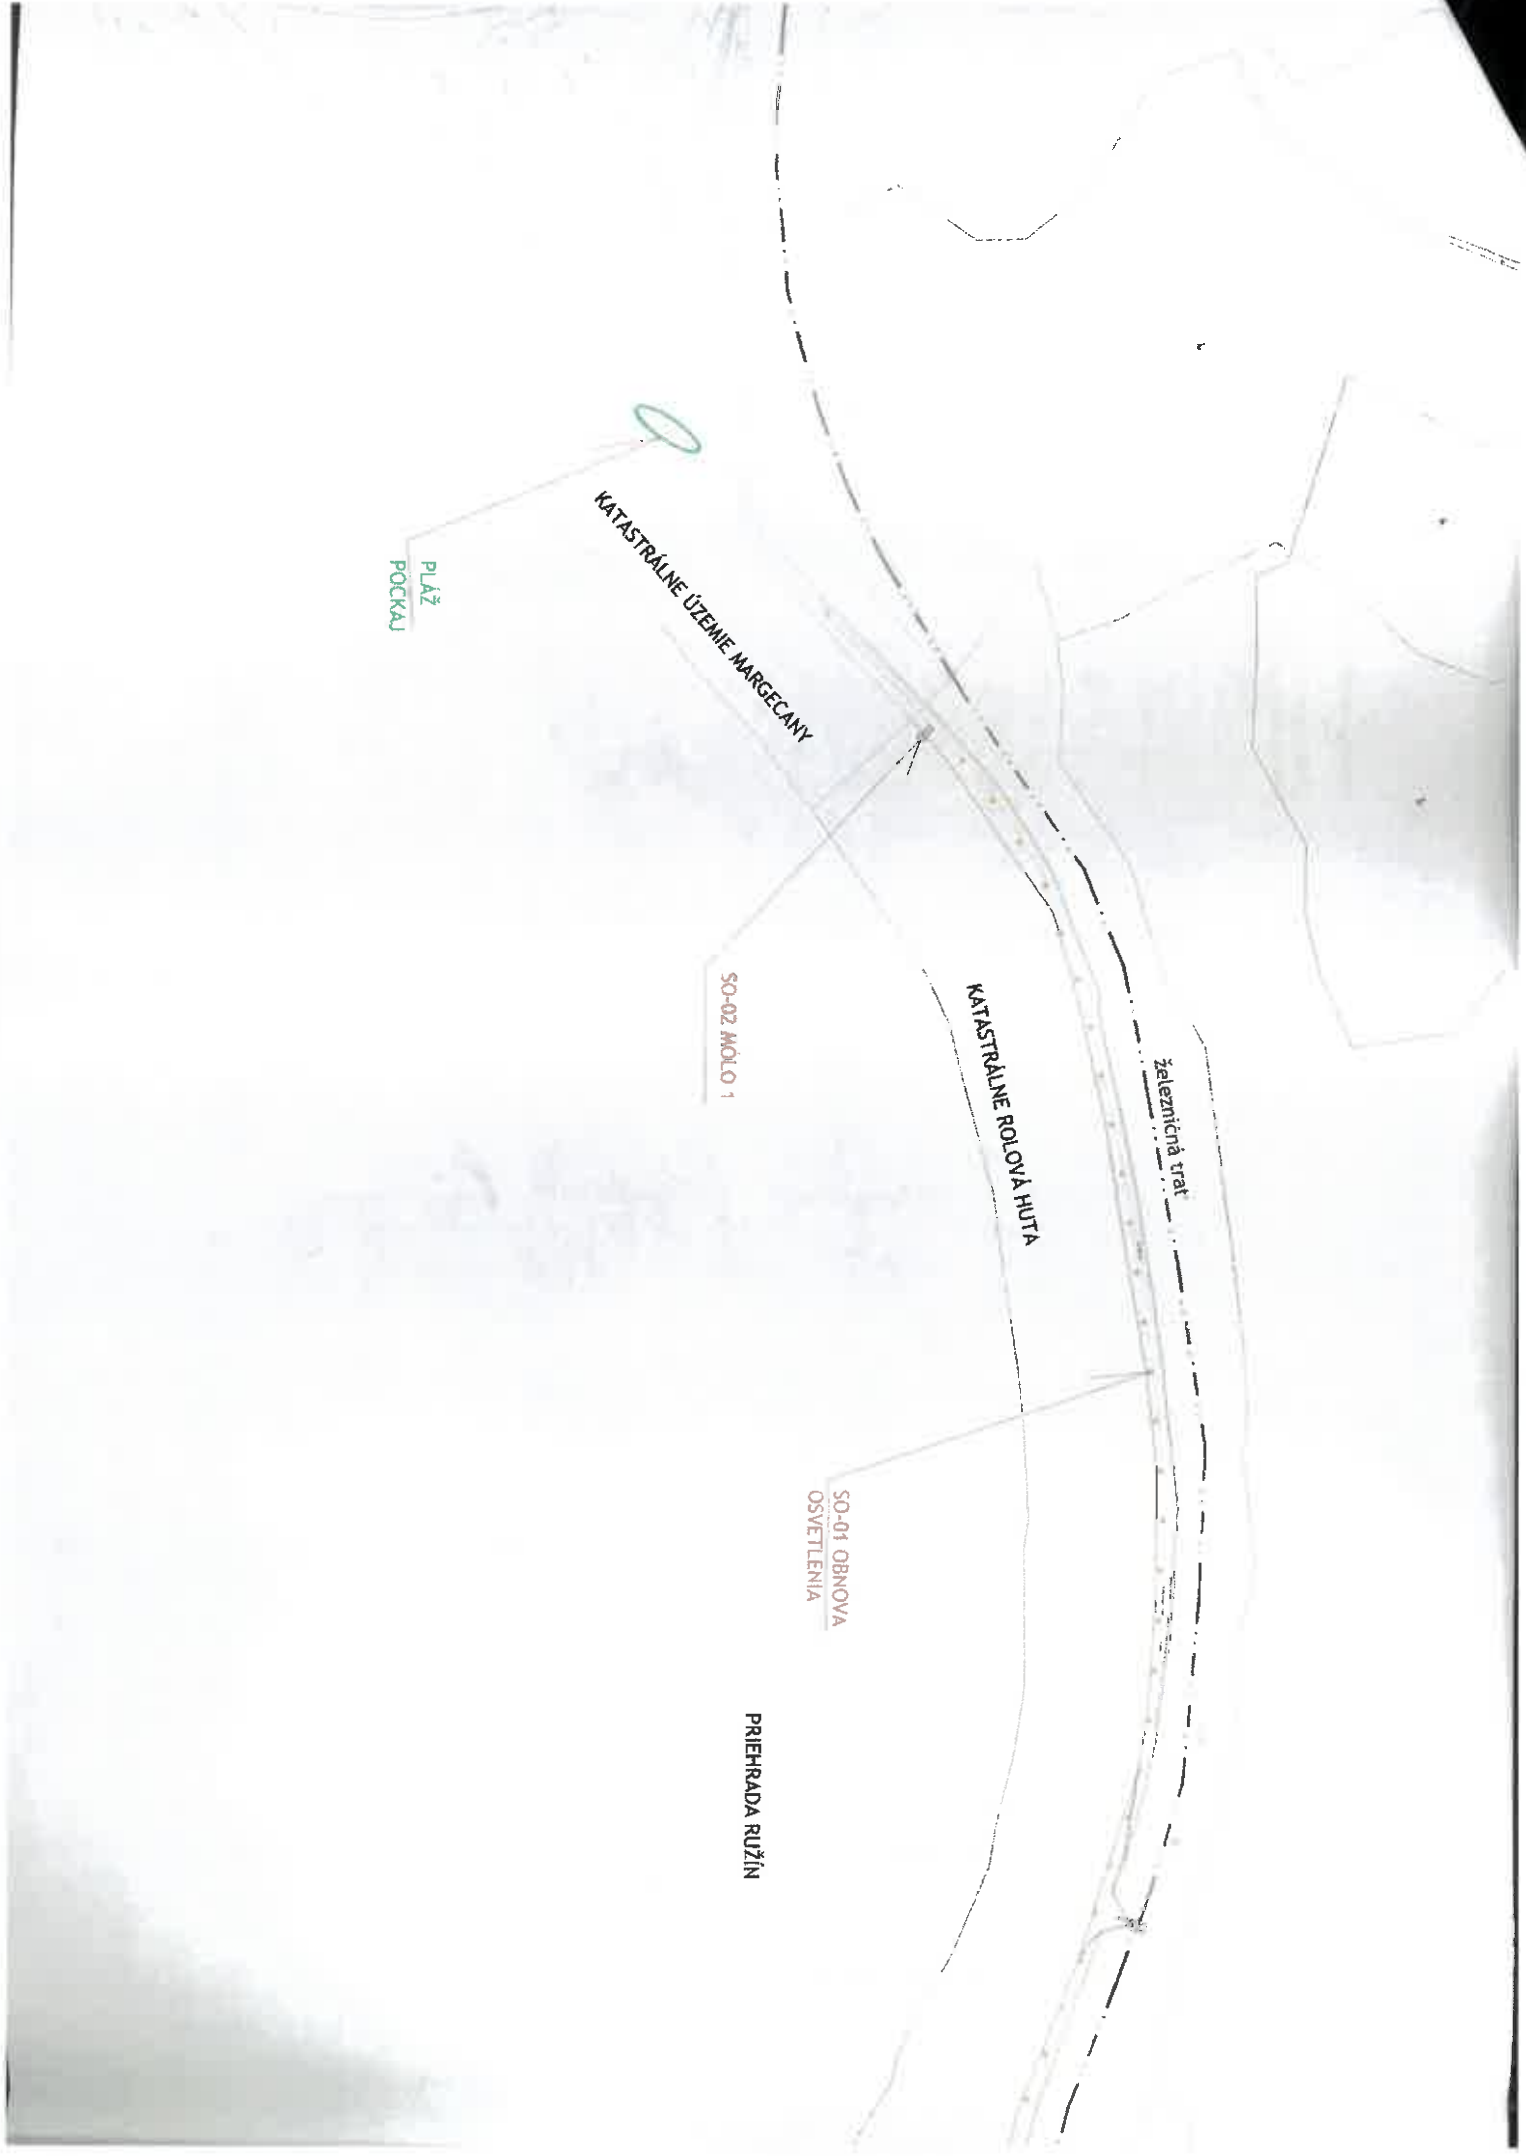 železničná trať
KATASTRÁLNE ROLOVÁ HUTA
KATASTRÁLNE ÚZEMIE MARGECANY
SO-01 OBNOVA
OSVETLENIA
PRIEHRADA RUŽÍN
SO-02 MÓLO 1
PLÁŽ
POČKAJ